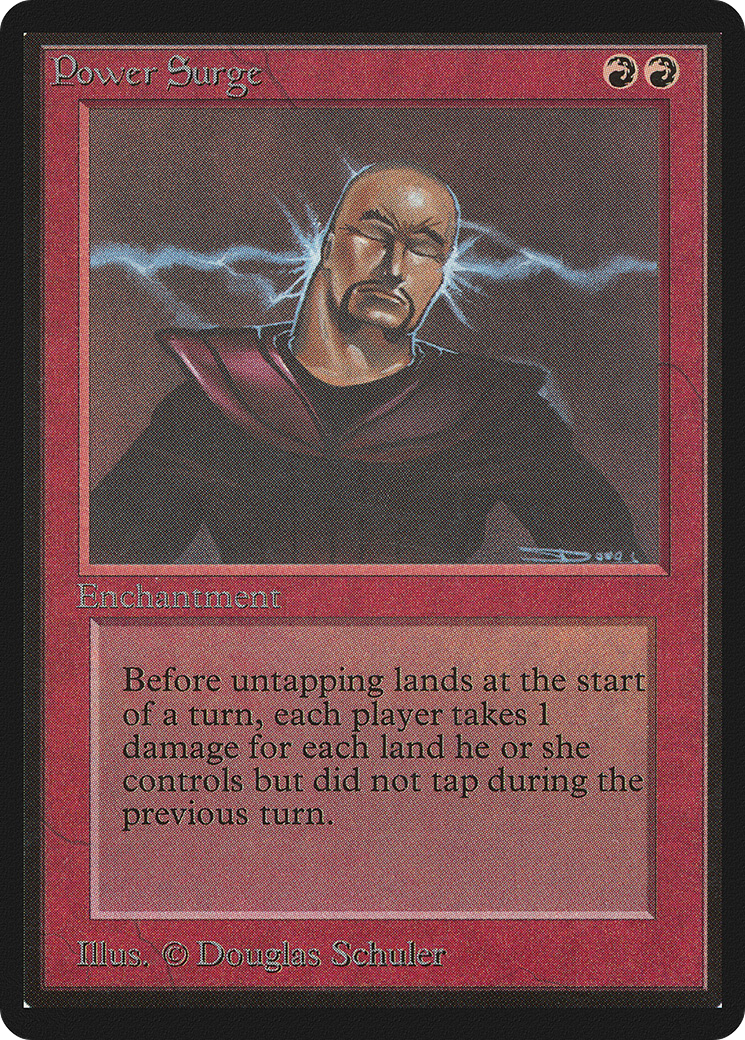 Power Surge
Enchantment
Before untapping lands at the start
of a turn, each player takes 1
damage for each land he or she
controls but did not tap during the
previous turn.
Illus. © Douglas Schuler